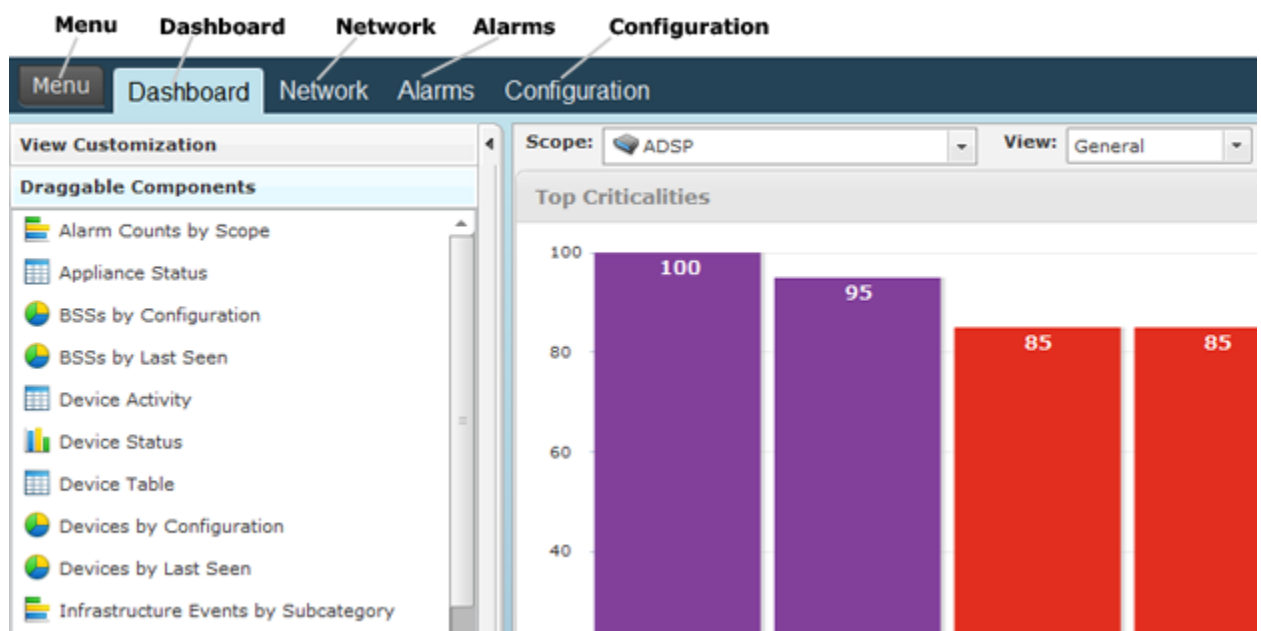 Menu Dashboard Network Alarms Configuration
Menu Dashboard Network Alarms Configuration
View Customization
Draggable Components
Alarm Counts by Scope
Appliance Status
BSSs by Configuration
BSSs by Last Seen
Device Activity
Device Status
Device Table
Devices by Configuration
Devices by Last Seen
Infrastructure Events by Subcategory
Scope: ADSP View: General
Top Criticalities
100
80
60
40
100
95
85
85